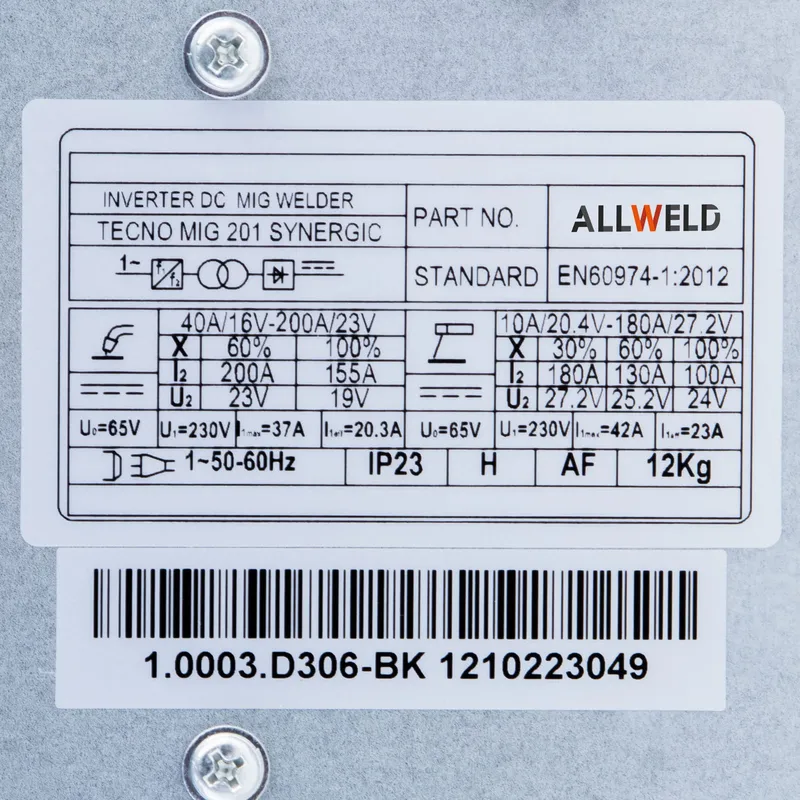 INVERTER DC MIG WELDER
TECNO MIG 201 SYNERGIC
PART NO. ALLWELD
1~ f1 f2
STANDARD EN60974-1:2012
40A/16V-200A/23V
X 60% 100%
I2 200A 155A
U2 23V 19V
10A/20.4V-180A/27.2V
X 30% 60% 100%
I2 180A 130A 100A
U2 27.2V 25.2V 24V
U0=65V U1=230V I1max=37A I1eff=20.3A U0=65V U1=230V I1max=42A I1eff=23A
1~50-60Hz IP23 H AF 12Kg
1.0003.D306-BK 1210223049